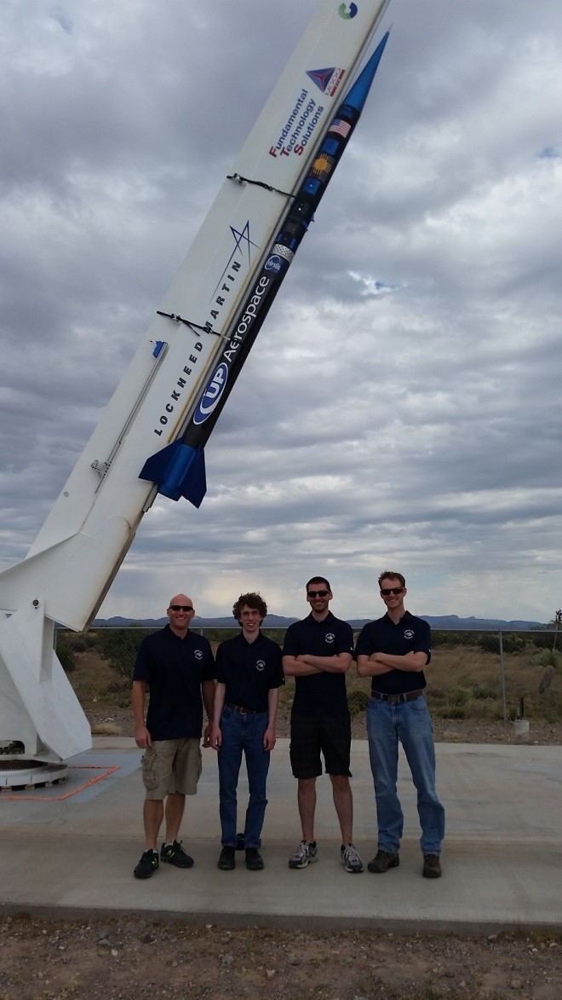 Fundamental
Technology
Solutions
LOCKHEED MARTIN
UP Aerospace